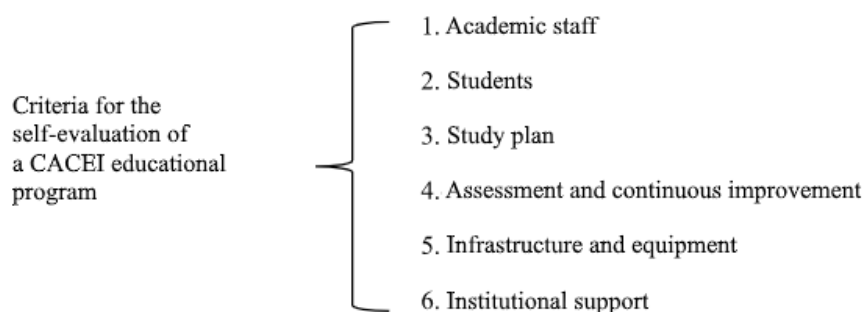 Criteria for the
self-evaluation of
a CACEI educational
program
1. Academic staff
2. Students
3. Study plan
4. Assessment and continuous improvement
5. Infrastructure and equipment
6. Institutional support